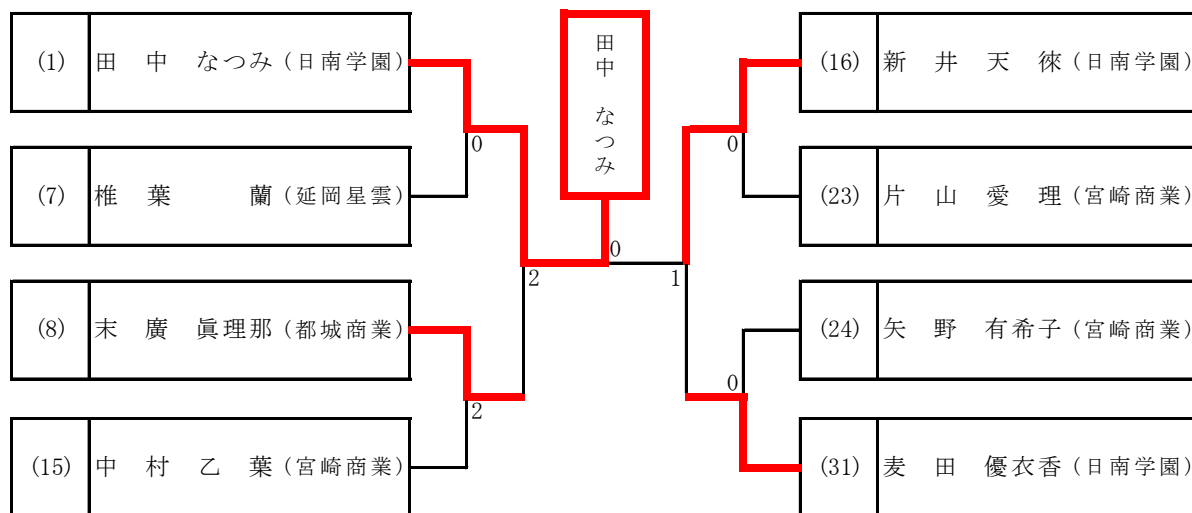 (1) 田中 なつみ (日南学園)
0
(7) 椎葉 蘭 (延岡星雲)
2
(8) 末廣 眞理那 (都城商業)
2
(15) 中村 乙葉 (宮崎商業)
田中 なつみ
0
(16) 新井 天徠 (日南学園)
0
(23) 片山 愛理 (宮崎商業)
1
(24) 矢野 有希子 (宮崎商業)
0
(31) 麦田 優衣香 (日南学園)